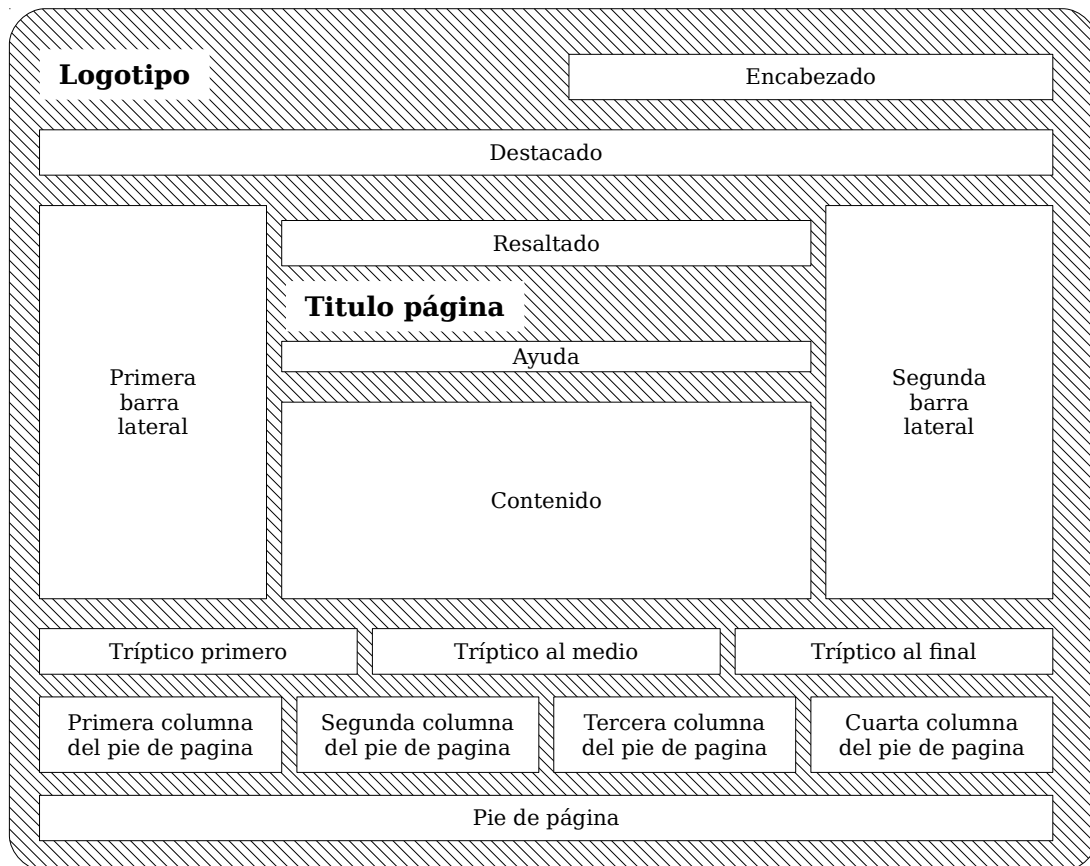 Logotipo
Encabezado
Destacado
Resaltado
Titulo página
Ayuda
Primera
barra
lateral
Contenido
Segunda
barra
lateral
Tríptico primero
Tríptico al medio
Tríptico al final
Primera columna
del pie de pagina
Segunda columna
del pie de pagina
Tercera columna
del pie de pagina
Cuarta columna
del pie de pagina
Pie de página